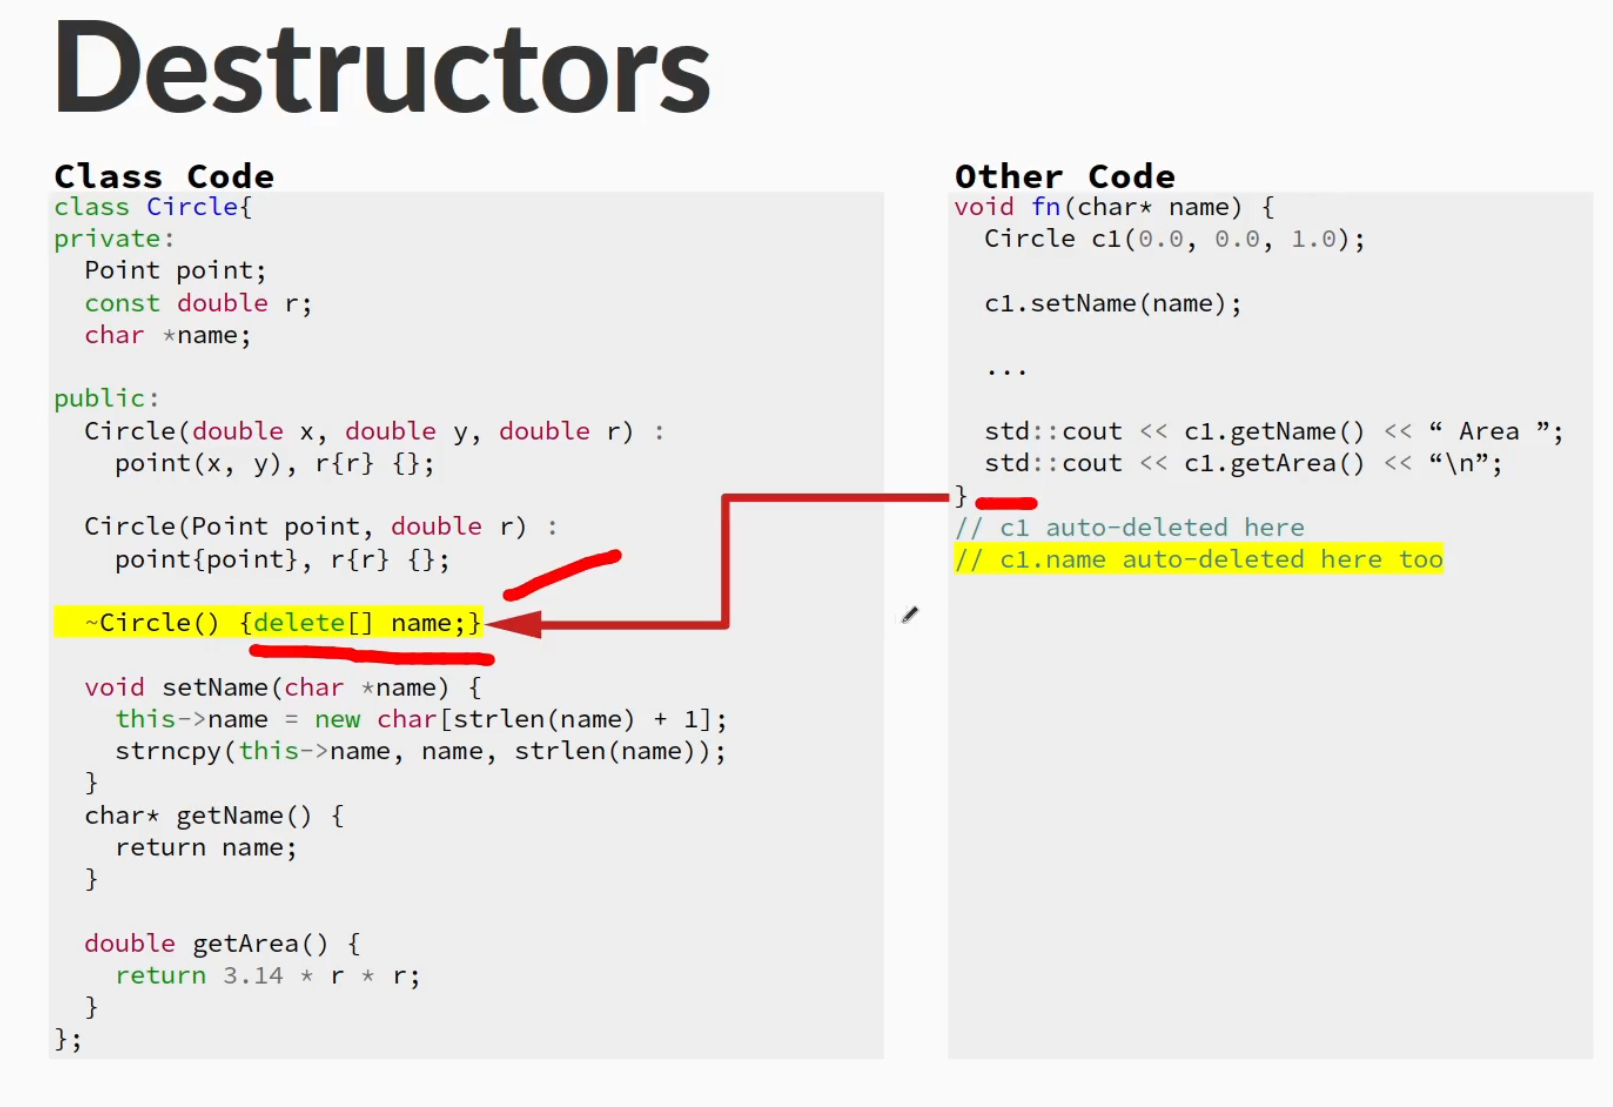 Destructors
Class Code
class Circle{
private:
  Point point;
  const double r;
  char *name;

public:
  Circle(double x, double y, double r) :
    point(x, y), r{r} {};

  Circle(Point point, double r) :
    point{point}, r{r} {};

  ~Circle() {delete[] name;}

  void setName(char *name) {
    this->name = new char[strlen(name) + 1];
    strncpy(this->name, name, strlen(name));
  }
  char* getName() {
    return name;
  }

  double getArea() {
    return 3.14 * r * r;
  }
};
Other Code
void fn(char* name) {
  Circle c1(0.0, 0.0, 1.0);

  c1.setName(name);

  ...

  std::cout << c1.getName() << “ Area ”;
  std::cout << c1.getArea() << “\n”;
}
// c1 auto-deleted here
// c1.name auto-deleted here too